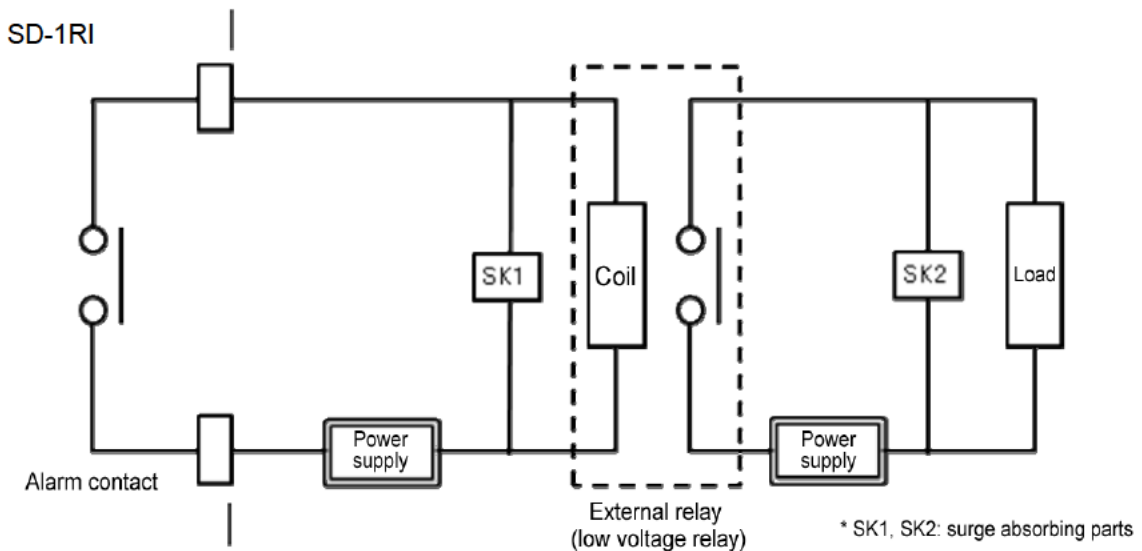 SD-1RI
SK1
Coil
SK2
Load
Power
supply
Power
supply
Alarm contact
External relay
(low voltage relay)
* SK1, SK2: surge absorbing parts